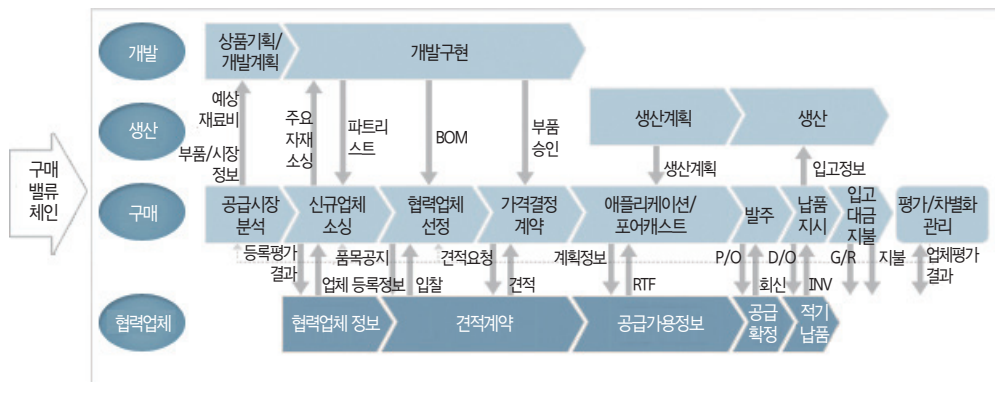 구매
밸류
체인
개발
상품기획/
개발계획
개발구현
예상
재료비
부품/시장
정보
주요
자재
소싱
파트리
스트
BOM
부품
승인
생산
생산계획
생산
생산계획
입고정보
구매
공급시장
분석
신규업체
소싱
협력업체
선정
가격결정
계약
애플리케이션/
포어캐스트
발주
납품
지시
입고
대금
지불
평가/차별화
관리
등록평가
결과
품목공지
견적요청
계획정보
P/O
D/O
G/R
지불
업체평가
결과
업체 등록정보
입찰
견적
RTF
회신
INV
협력업체
협력업체 정보
견적계약
공급가용정보
공급
확정
적기
납품